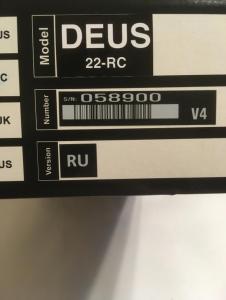 Model
DEUS
22-RC
Number
S/N: 058900
V4
Version
RU
US
C
UK
US